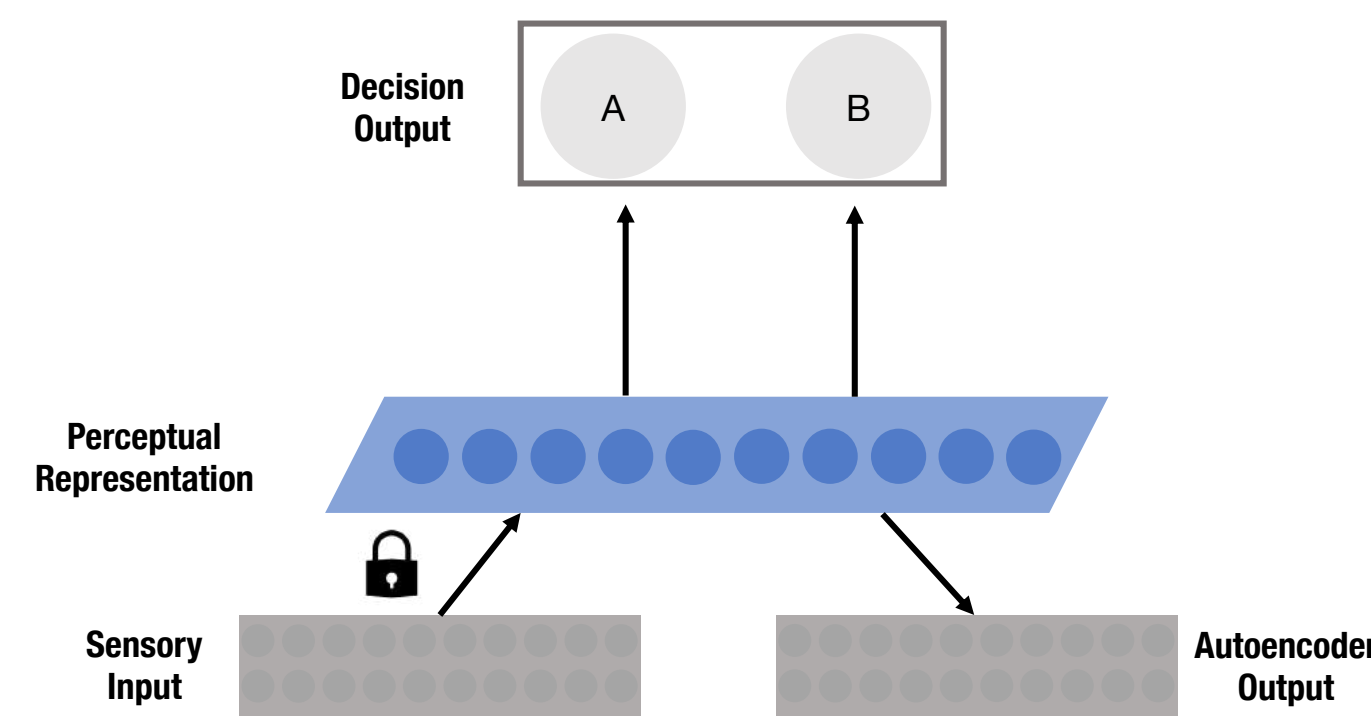 Decision
Output
A
B
Perceptual
Representation
Sensory
Input
Autoencoder
Output